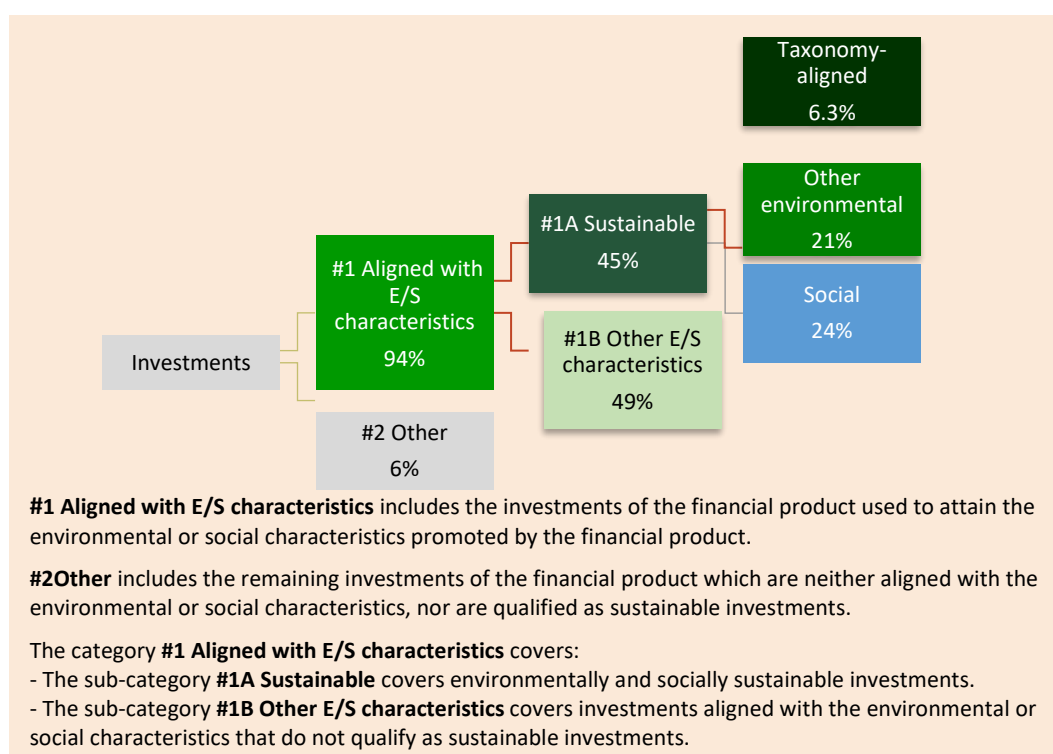 Taxonomy-
aligned
6.3%
Other
environmental
21%
#1A Sustainable
45%
#1 Aligned with
E/S
characteristics
94%
Social
24%
#1B Other E/S
characteristics
49%
Investments
#2 Other
6%
#1 Aligned with E/S characteristics includes the investments of the financial product used to attain the
environmental or social characteristics promoted by the financial product.
#2Other includes the remaining investments of the financial product which are neither aligned with the
environmental or social characteristics, nor are qualified as sustainable investments.
The category #1 Aligned with E/S characteristics covers:
- The sub-category #1A Sustainable covers environmentally and socially sustainable investments.
- The sub-category #1B Other E/S characteristics covers investments aligned with the environmental or
social characteristics that do not qualify as sustainable investments.